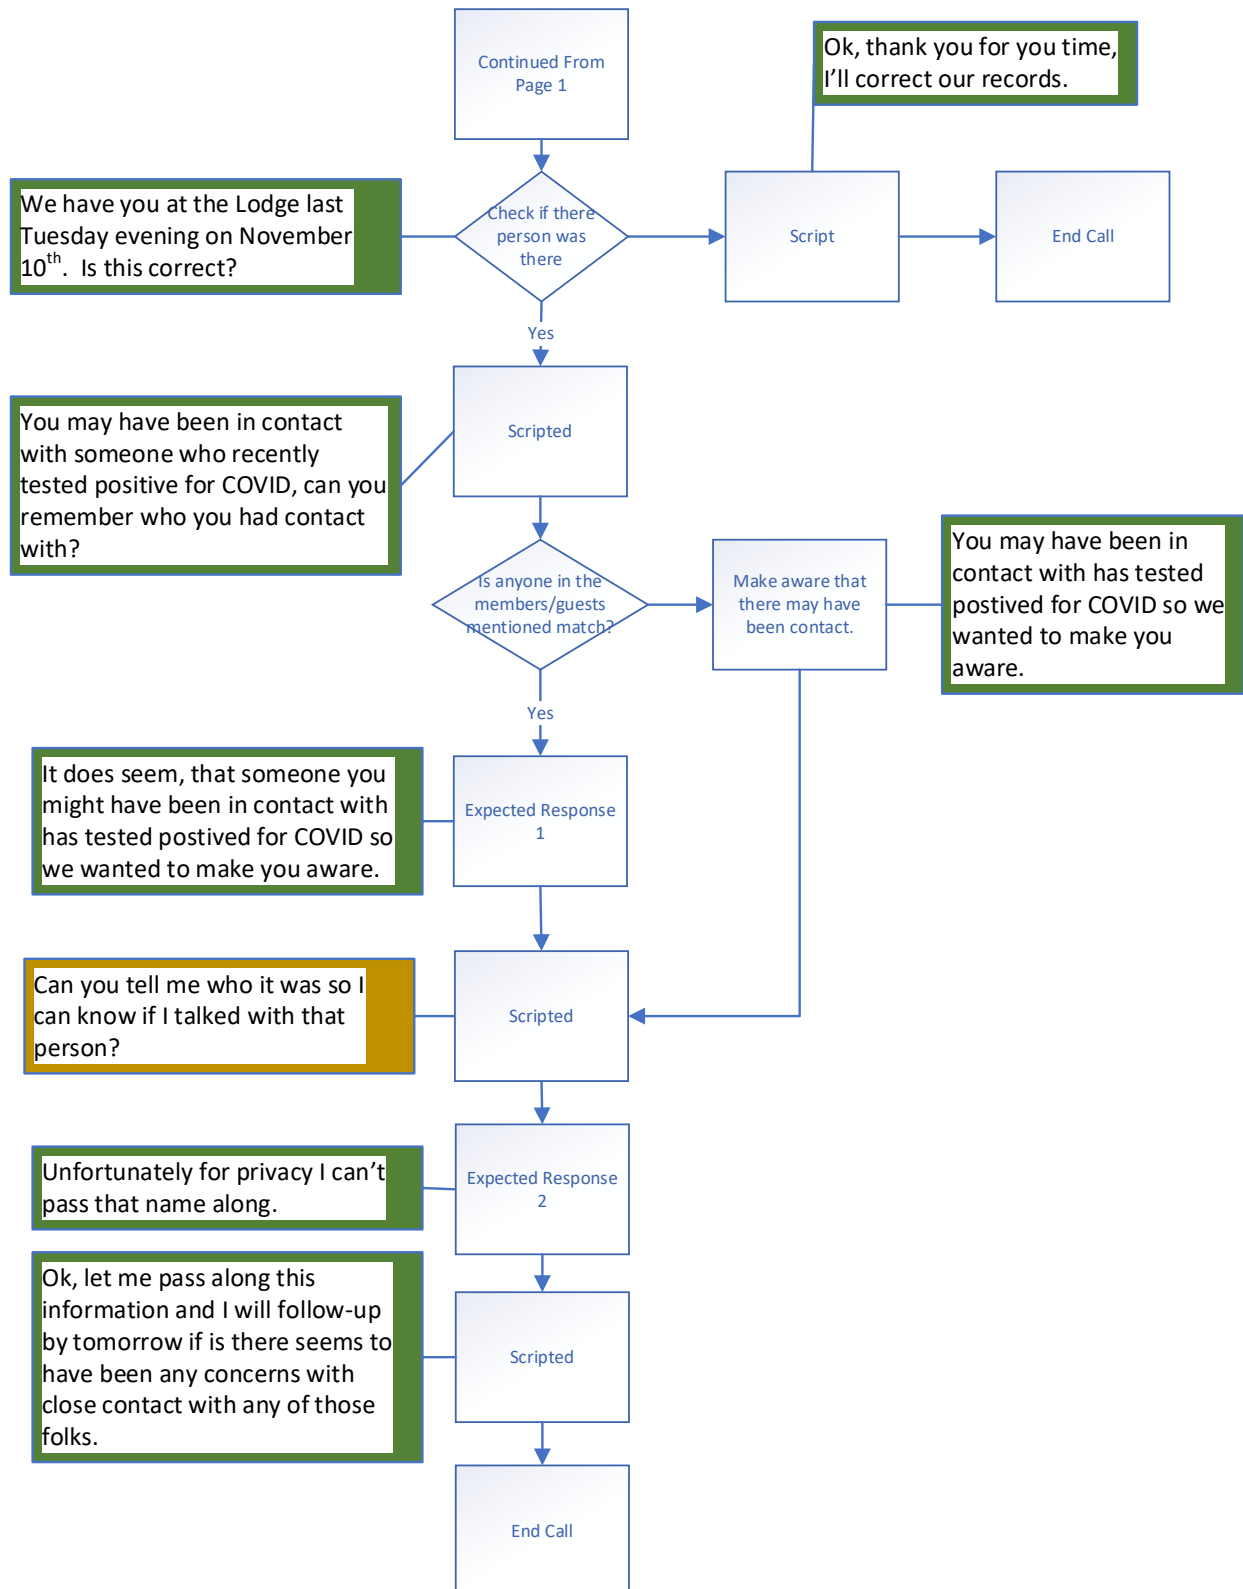 Continued From
Page 1
Ok, thank you for you time,
I'll correct our records.
We have you at the Lodge last
Tuesday evening on November
10th.  Is this correct?
Check if there
person was
there
Script
End Call
Yes
You may have been in contact
with someone who recently
tested positive for COVID, can you
remember who you had contact
with?
Scripted
Is anyone in the
members/guests
mentioned match?
Make aware that
there may have
been contact.
You may have been in
contact with has tested
postived for COVID so we
wanted to make you
aware.
Yes
It does seem, that someone you
might have been in contact with
has tested postived for COVID so
we wanted to make you aware.
Expected Response
1
Can you tell me who it was so I
can know if I talked with that
person?
Scripted
Unfortunately for privacy I can't
pass that name along.
Expected Response
2
Ok, let me pass along this
information and I will follow-up
by tomorrow if is there seems to
have been any concerns with
close contact with any of those
folks.
Scripted
End Call